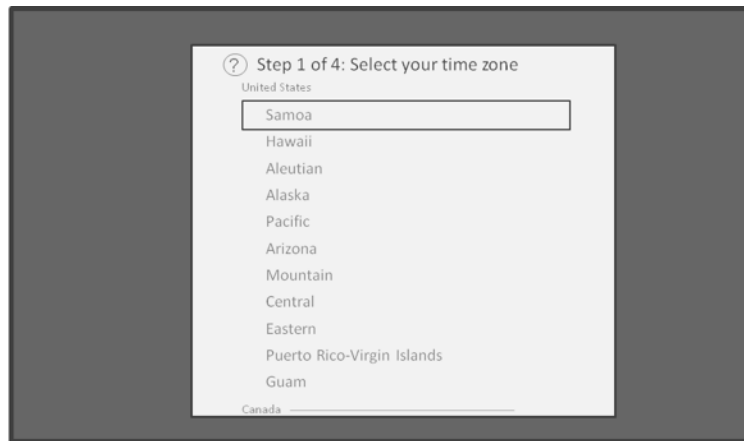 ? Step 1 of 4: Select your time zone
United States
Samoa
Hawaii
Aleutian
Alaska
Pacific
Arizona
Mountain
Central
Eastern
Puerto Rico-Virgin Islands
Guam
Canada